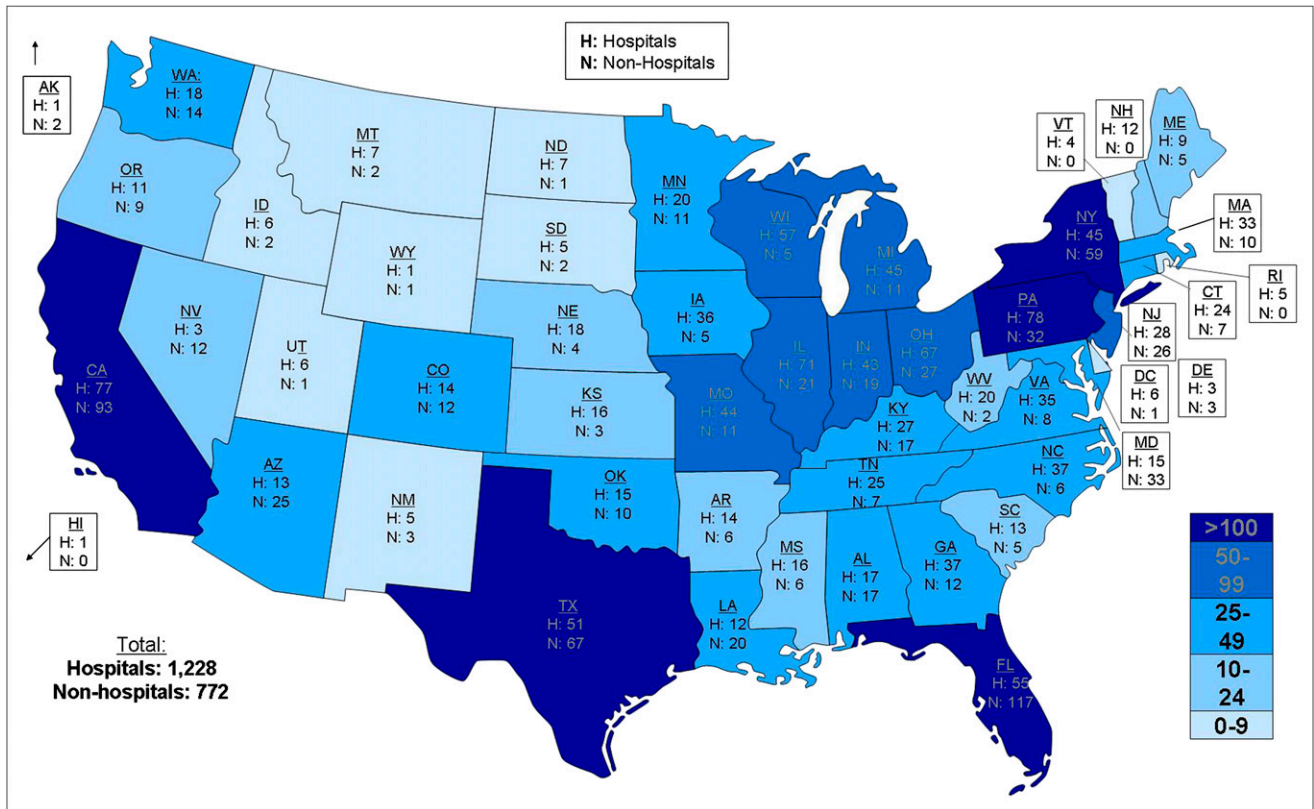 H: Hospitals
N: Non-Hospitals
AK
H: 1
N: 2
WA:
H: 18
N: 14
OR
H: 11
N: 9
ID
H: 6
N: 2
MT
H: 7
N: 2
ND
H: 7
N: 1
SD
H: 5
N: 2
WY
H: 1
N: 1
MN
H: 20
N: 11
WI
H: 57
N: 5
MI
H: 45
N: 11
VT
H: 4
N: 0
NH
H: 12
N: 0
ME
H: 9
N: 5
MA
H: 33
N: 10
NY
H: 45
N: 59
RI
H: 5
N: 0
CT
H: 24
N: 7
NJ
H: 28
N: 26
PA
H: 78
N: 32
DC
H: 6
N: 1
DE
H: 3
N: 3
MD
H: 15
N: 33
CA
H: 77
N: 93
NV
H: 3
N: 12
UT
H: 6
N: 1
CO
H: 14
N: 12
NE
H: 18
N: 4
KS
H: 16
N: 3
IA
H: 36
N: 5
MO
H: 44
N: 11
IL
H: 71
N: 21
IN
H: 43
N: 19
OH
H: 67
N: 27
WV
H: 20
N: 2
VA
H: 35
N: 8
KY
H: 27
N: 17
TN
H: 25
N: 7
NC
H: 37
N: 6
SC
H: 13
N: 5
AZ
H: 13
N: 25
NM
H: 5
N: 3
OK
H: 15
N: 10
AR
H: 14
N: 6
MS
H: 16
N: 6
AL
H: 17
N: 17
GA
H: 37
N: 12
LA
H: 12
N: 20
TX
H: 51
N: 67
FL
H: 55
N: 117
HI
H: 1
N: 0
Total:
Hospitals: 1,228
Non-hospitals: 772
>100
50-
99
25-
49
10-
24
0-9